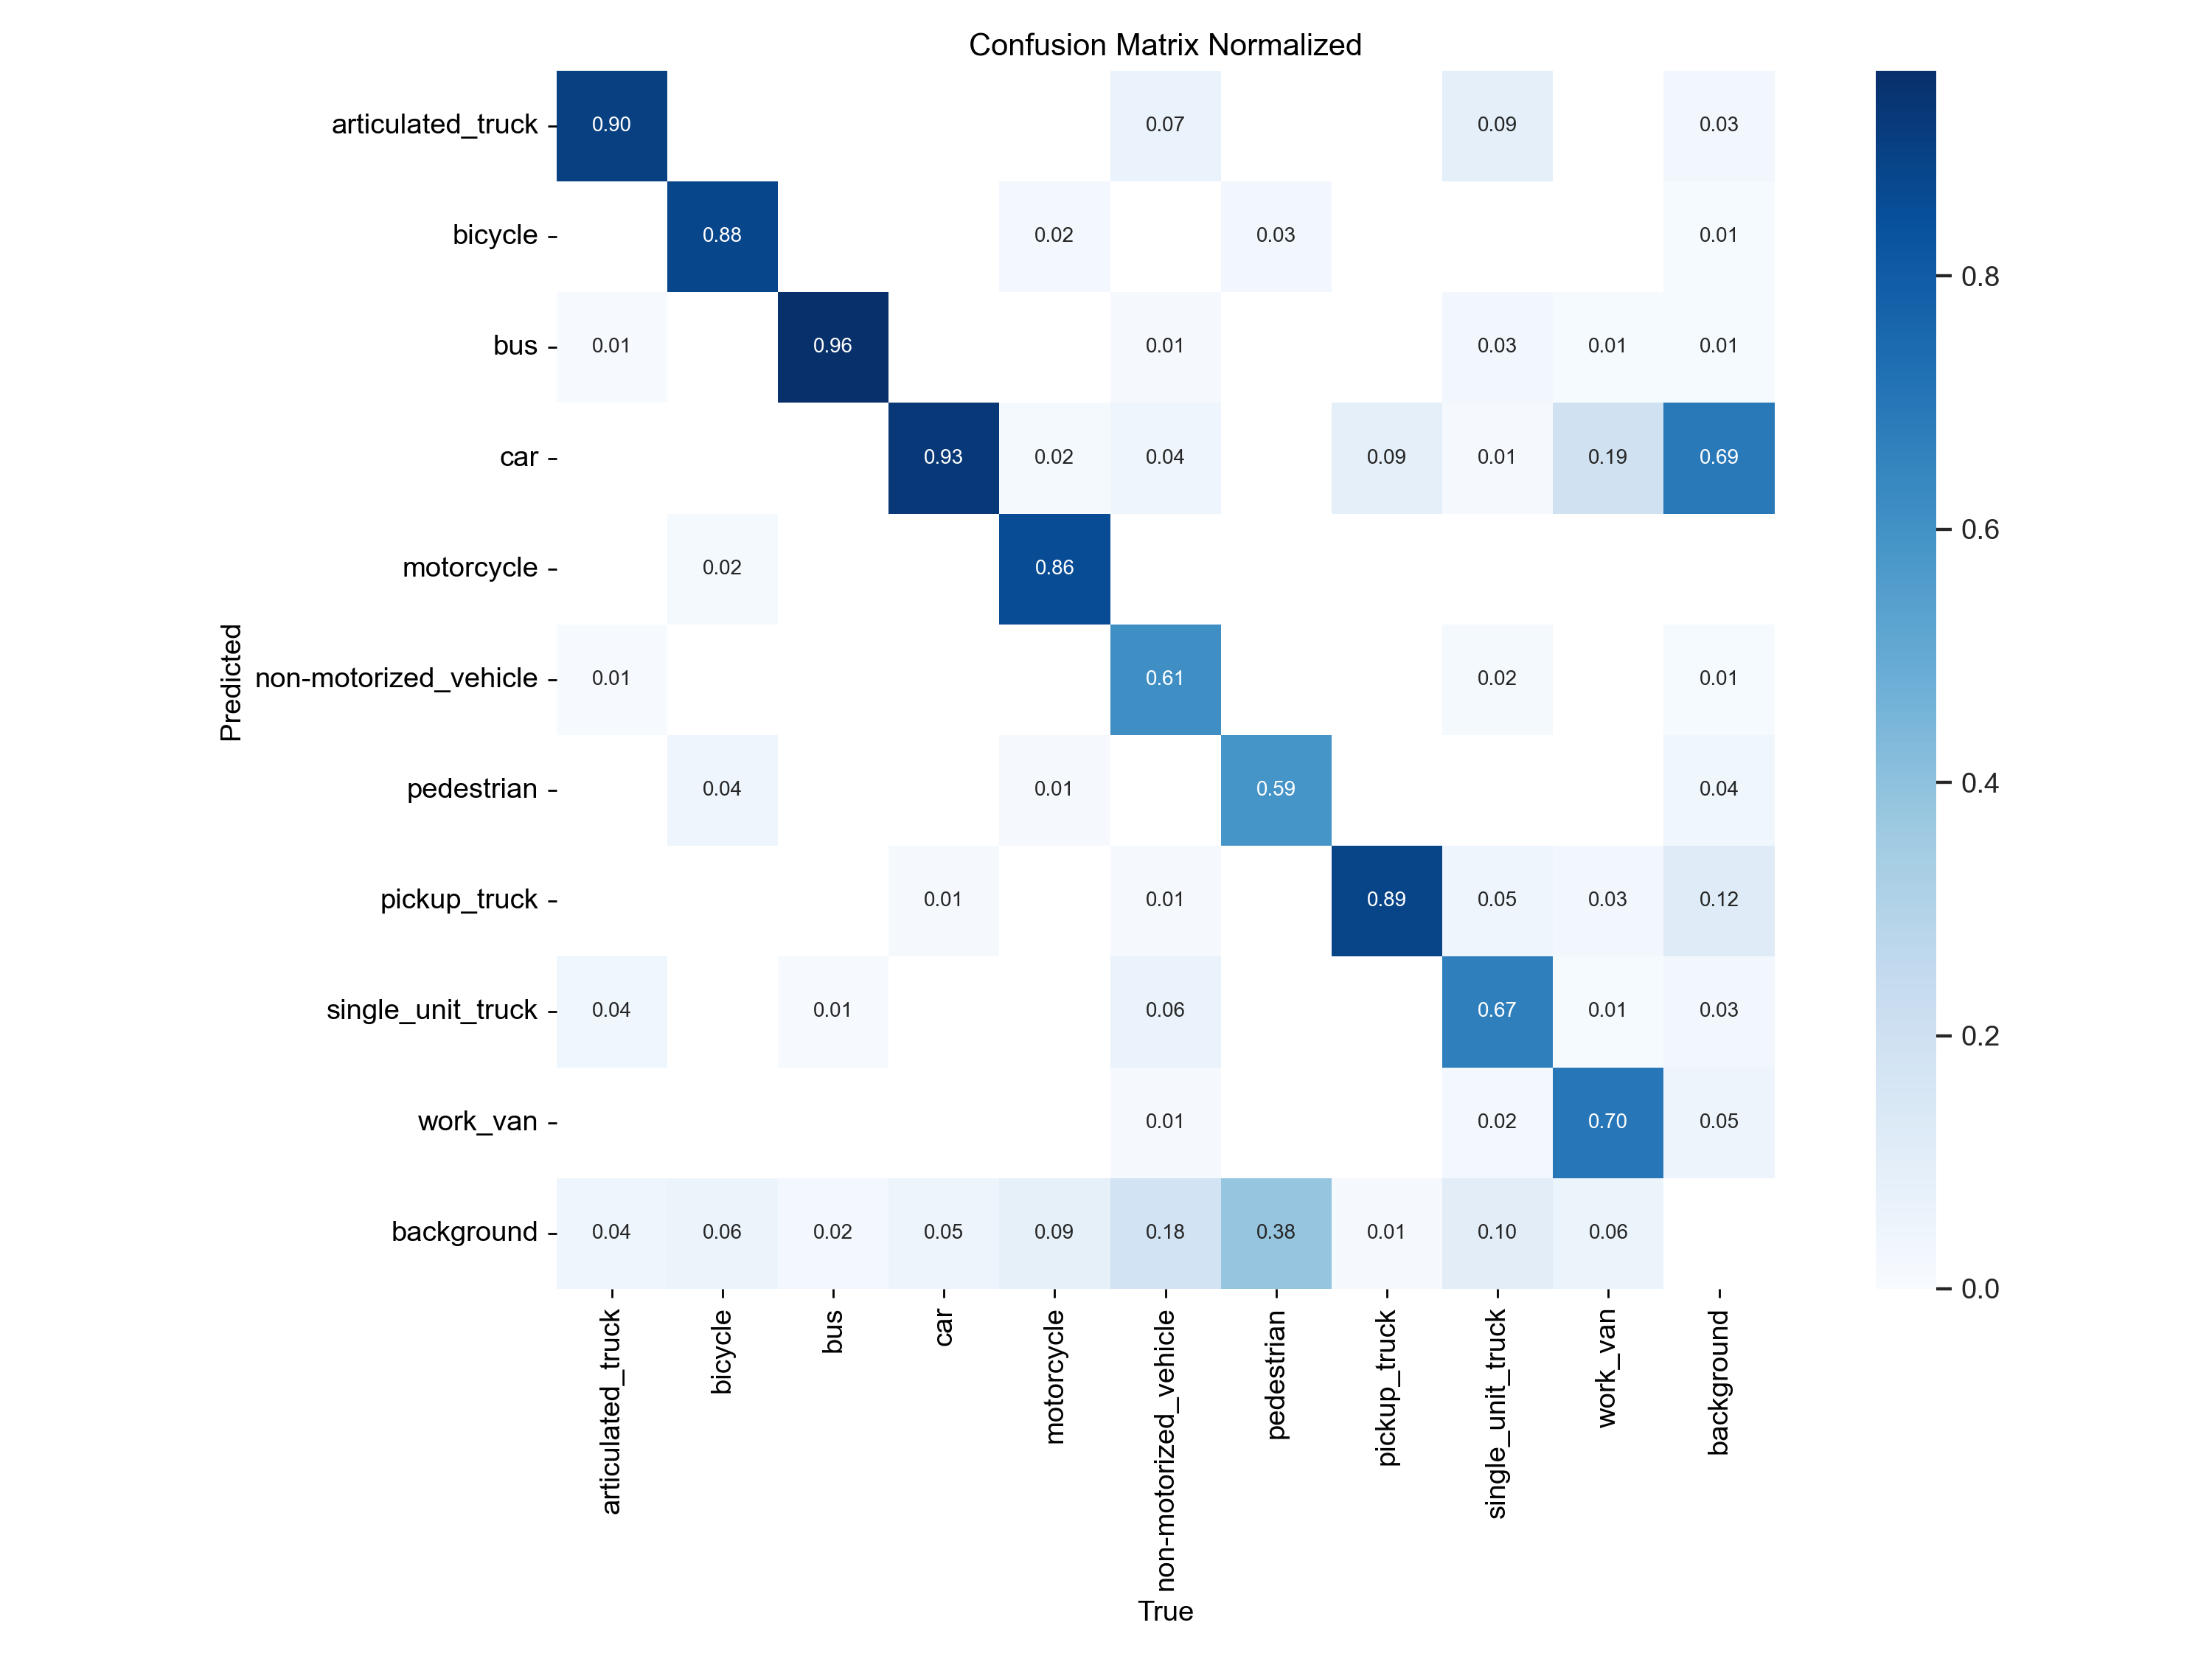 Confusion Matrix Normalized
articulated_truck 0.90 0.07 0.09 0.03
bicycle 0.88 0.02 0.03 0.01
0.8
bus 0.01 0.96 0.01 0.03 0.01 0.01
car 0.93 0.02 0.04 0.09 0.01 0.19 0.69
0.6
motorcycle 0.02 0.86
Predicted
non-motorized_vehicle 0.01 0.61 0.02 0.01
pedestrian 0.04 0.01 0.59 0.04
0.4
pickup_truck 0.01 0.01 0.89 0.05 0.03 0.12
single_unit_truck 0.04 0.01 0.06 0.67 0.01 0.03
0.2
work_van 0.01 0.02 0.70 0.05
background 0.04 0.06 0.02 0.05 0.09 0.18 0.38 0.01 0.10 0.06
0.0
articulated_truck
bicycle
bus
car
motorcycle
non-motorized_vehicle
pedestrian
pickup_truck
single_unit_truck
work_van
background
True